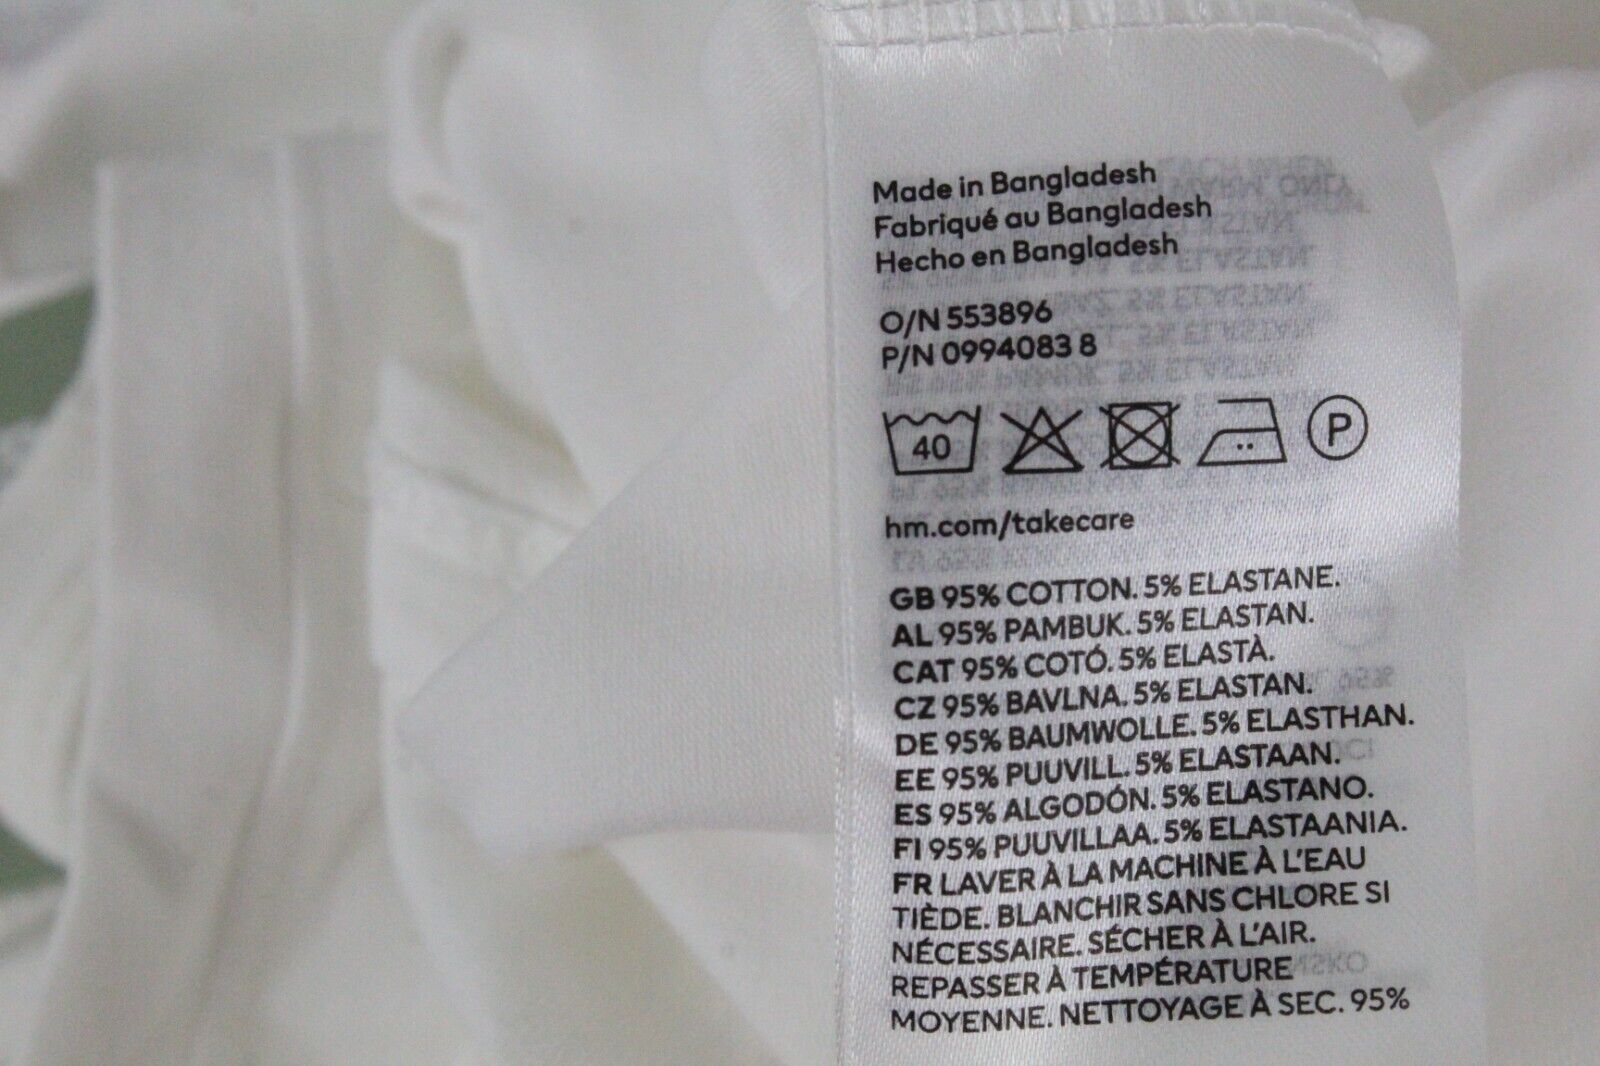 Made in Bangladesh
Fabriqué au Bangladesh
Hecho en Bangladesh
O/N 553896
P/N 0994083 8
40 P
hm.com/takecare
GB 95% COTTON. 5% ELASTANE.
AL 95% PAMBUK. 5% ELASTAN.
CAT 95% COTÓ. 5% ELASTÀ.
CZ 95% BAVLNA. 5% ELASTAN.
DE 95% BAUMWOLLE. 5% ELASTHAN.
EE 95% PUUVILL. 5% ELASTAAN.
ES 95% ALGODÓN. 5% ELASTANO.
FI 95% PUUVILLAA. 5% ELASTAANIA.
FR LAVER À LA MACHINE À L'EAU
TIÈDE. BLANCHIR SANS CHLORE SI
NÉCESSAIRE. SÉCHER À L'AIR.
REPASSER À TEMPÉRATURE
MOYENNE. NETTOYAGE À SEC. 95%